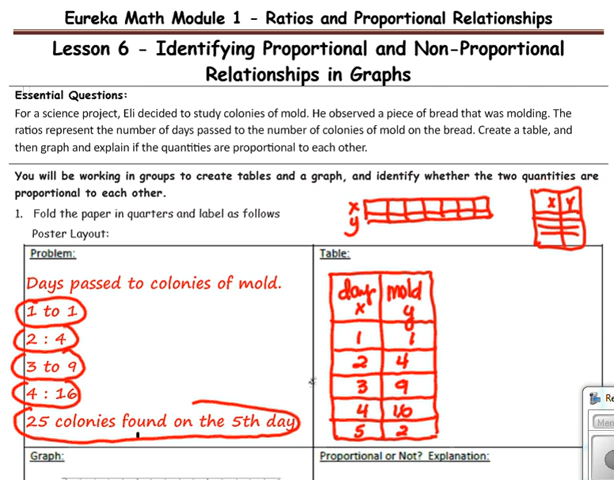 Eureka Math Module 1 - Ratios and Proportional Relationships
Lesson 6 - Identifying Proportional and Non-Proportional
Relationships in Graphs
Essential Questions:
For a science project, Eli decided to study colonies of mold. He observed a piece of bread that was molding. The
ratios represent the number of days passed to the number of colonies of mold on the bread. Create a table, and
then graph and explain if the quantities are proportional to each other.
You will be working in groups to create tables and a graph, and identify whether the two quantities are
proportional to each other.
1. Fold the paper in quarters and label as follows
Poster Layout:
x
y
x y
Problem:
Days passed to colonies of mold.
1 to 1
2 : 4
3 to 9
4 : 16
25 colonies found on the 5th day
Table:
day mold
x y
1 1
2 4
3 9
4 16
5 2
Graph:
Proportional or Not? Explanation: